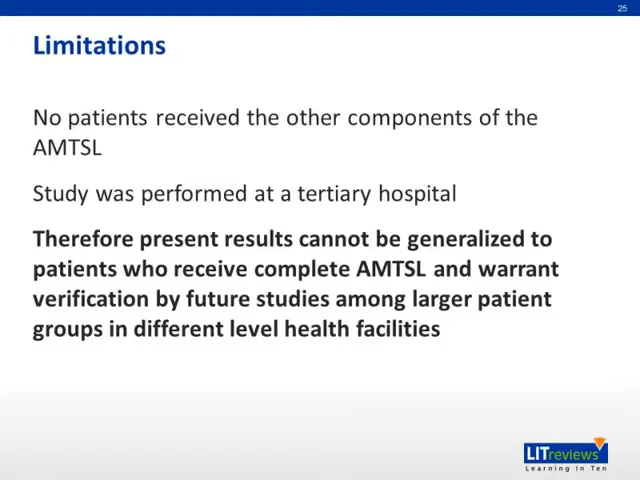 25
Limitations
No patients received the other components of the
AMTSL
Study was performed at a tertiary hospital
Therefore present results cannot be generalized to
patients who receive complete AMTSL and warrant
verification by future studies among larger patient
groups in different level health facilities
LITreviews
Learning In Ten